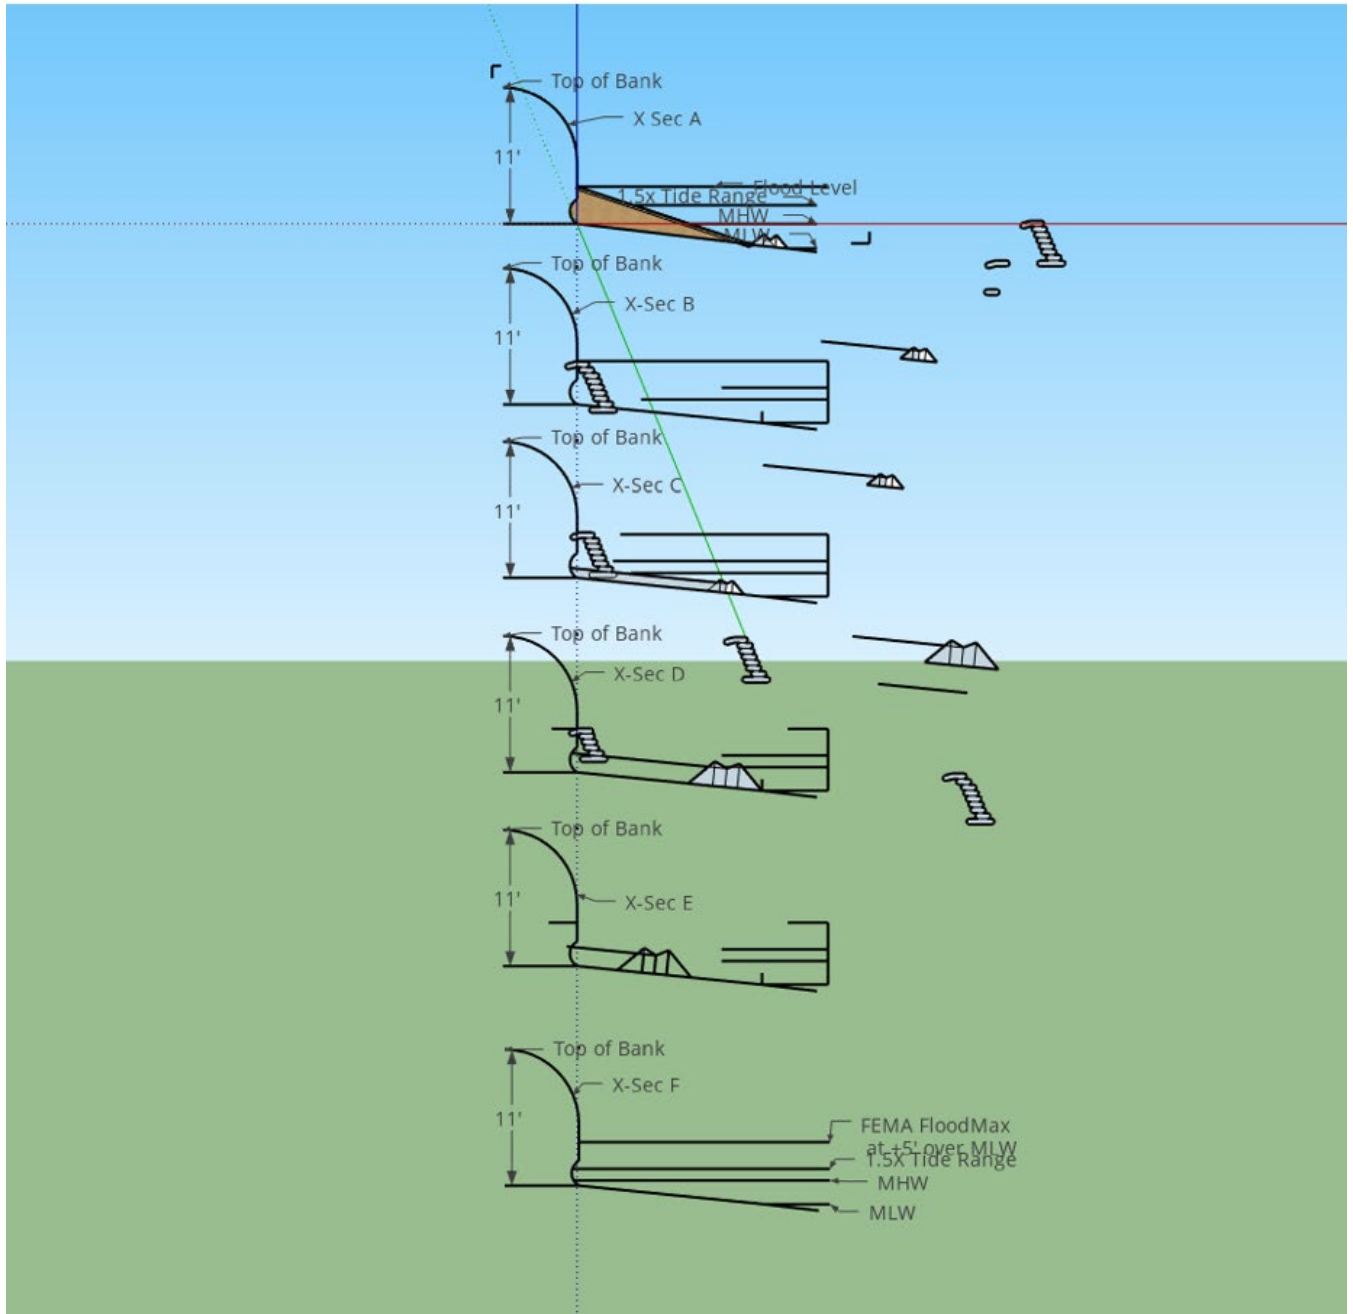 Top of Bank
X Sec A
11'
Flood Level
1.5x Tide Range
MHW
MLW
Top of Bank
X-Sec B
11'
Top of Bank
X-Sec C
11'
Top of Bank
X-Sec D
11'
Top of Bank
X-Sec E
11'
Top of Bank
X-Sec F
11'
FEMA FloodMax
at +5' over MLW
1.5X Tide Range
MHW
MLW